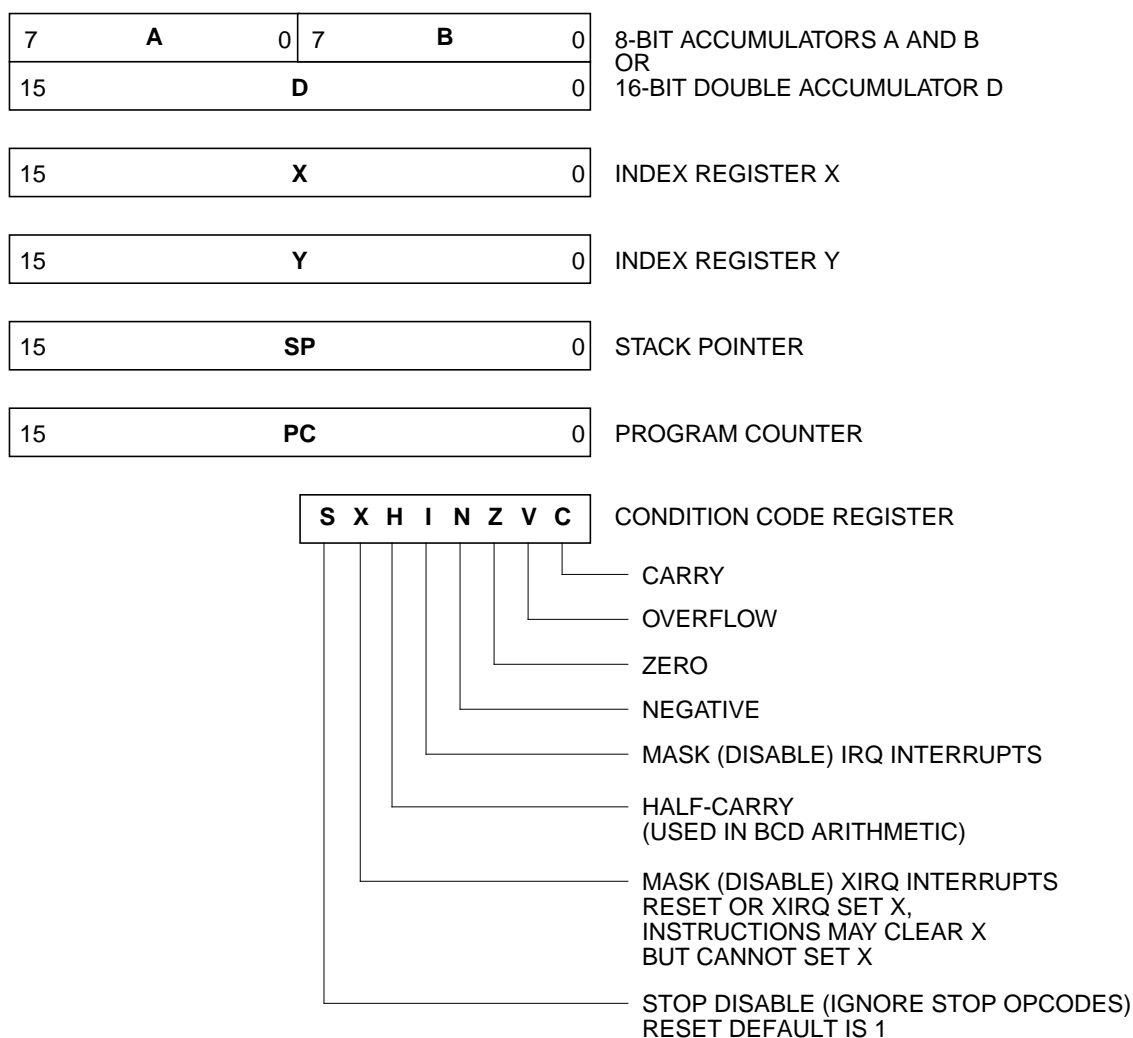 7 A 0 7 B 0 8-BIT ACCUMULATORS A AND B
OR
15 D 0 16-BIT DOUBLE ACCUMULATOR D
15 X 0 INDEX REGISTER X
15 Y 0 INDEX REGISTER Y
15 SP 0 STACK POINTER
15 PC 0 PROGRAM COUNTER
S X H I N Z V C CONDITION CODE REGISTER
CARRY
OVERFLOW
ZERO
NEGATIVE
MASK (DISABLE) IRQ INTERRUPTS
HALF-CARRY
(USED IN BCD ARITHMETIC)
MASK (DISABLE) XIRQ INTERRUPTS
RESET OR XIRQ SET X,
INSTRUCTIONS MAY CLEAR X
BUT CANNOT SET X
STOP DISABLE (IGNORE STOP OPCODES)
RESET DEFAULT IS 1